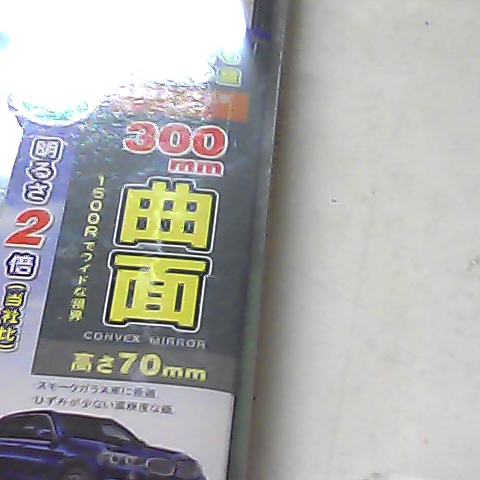 300
mm
曲面
1500Rでワイドな視界
CONVEX MIRROR
高さ70mm
明るさ2倍
(当社比)
スモークガラス車に最適。
ひずみが少ない高精度な鏡。